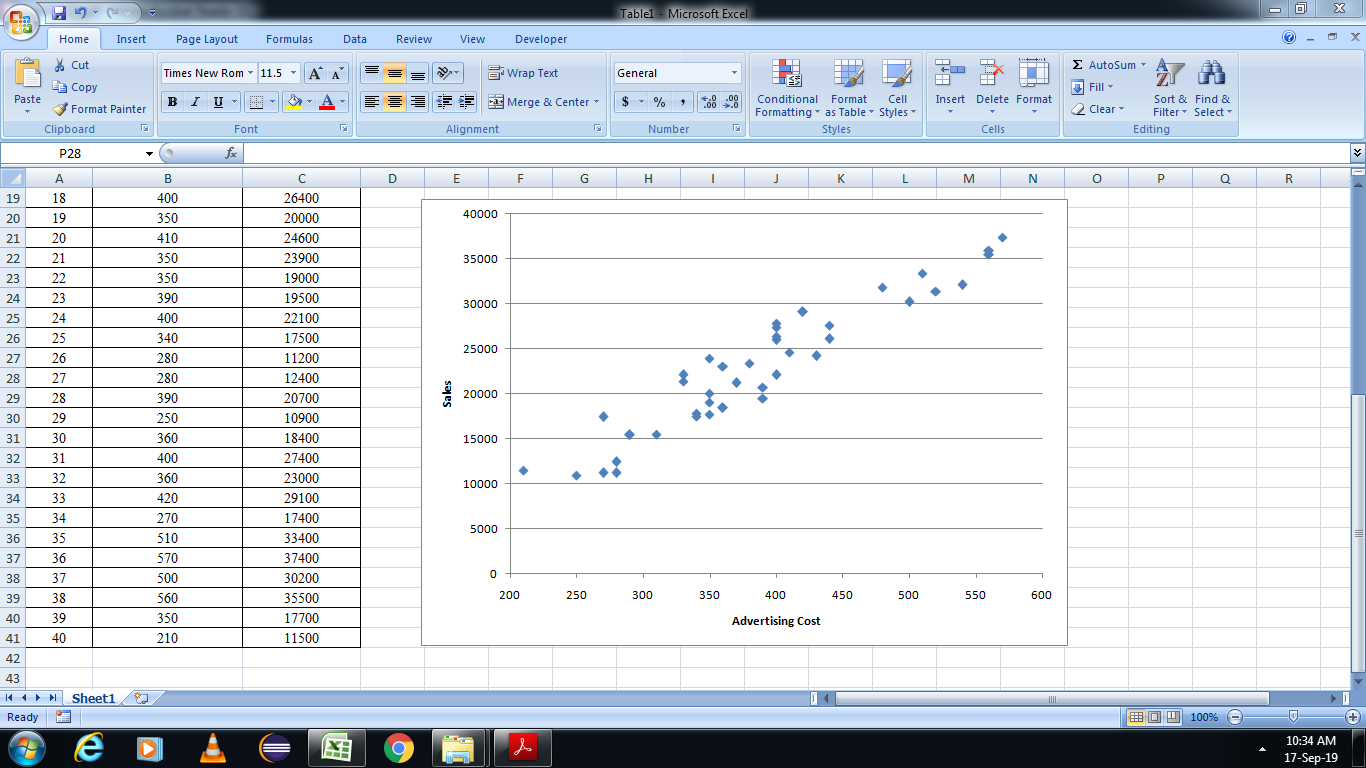 Table1 - Microsoft Excel
Home Insert Page Layout Formulas Data Review View Developer
Paste
Cut
Copy
Format Painter
Clipboard
Times New Rom 11.5
B I U
Font
Wrap Text
Merge & Center
Alignment
General
$ % ,
Number
Conditional Formatting
Format as Table
Cell Styles
Styles
Insert Delete Format
Cells
Σ AutoSum
Fill
Clear
Sort & Filter
Find & Select
Editing
P28 fx
A B C D E F G H I J K L M N O P Q R
19 18 400 26400
20 19 350 20000
21 20 410 24600
22 21 350 23900
23 22 350 19000
24 23 390 19500
25 24 400 22100
26 25 340 17500
27 26 280 11200
28 27 280 12400
29 28 390 20700
30 29 250 10900
31 30 360 18400
32 31 400 27400
33 32 360 23000
34 33 420 29100
35 34 270 17400
36 35 510 33400
37 36 570 37400
38 37 500 30200
39 38 560 35500
40 39 350 17700
41 40 210 11500
42
43
40000
35000
30000
25000
20000
15000
10000
5000
0
Sales
200 250 300 350 400 450 500 550 600
Advertising Cost
Sheet1
Ready 100%
10:34 AM
17-Sep-19